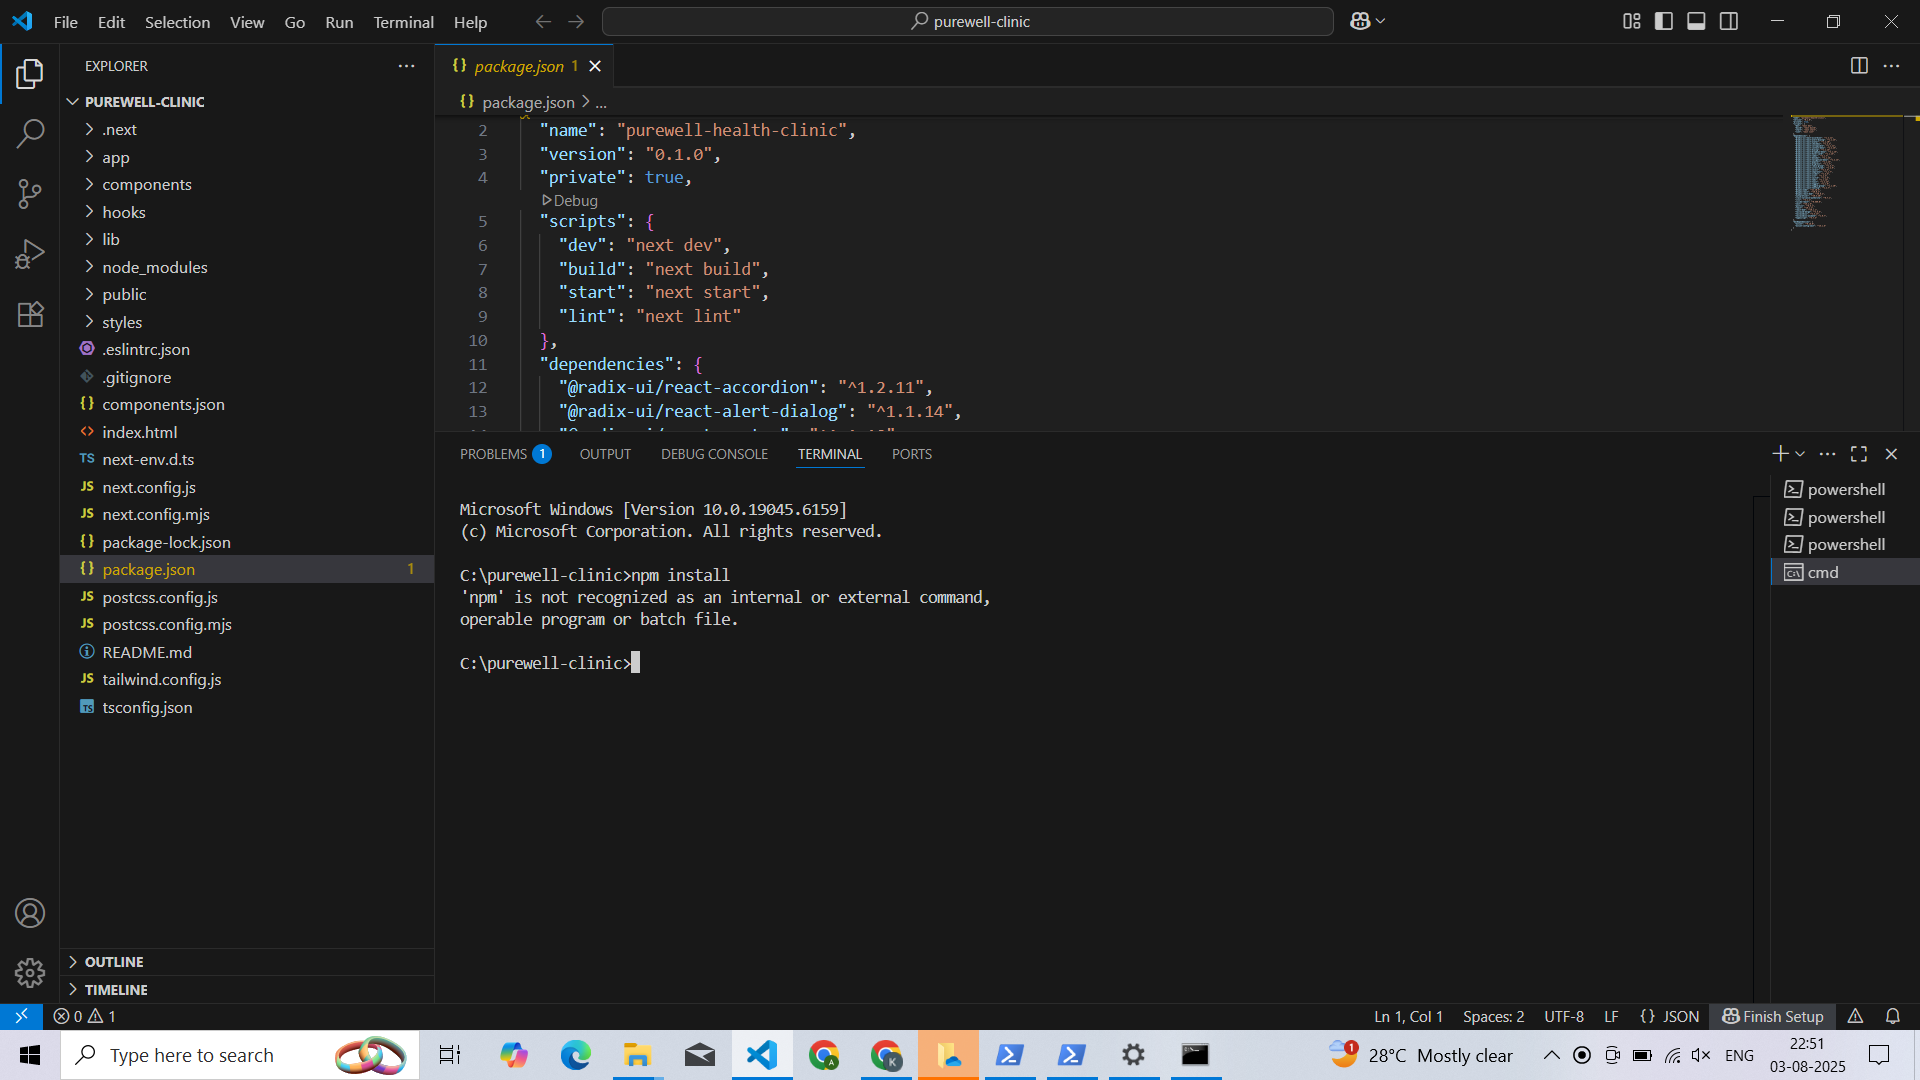 File Edit Selection View Go Run Terminal Help
purewell-clinic
EXPLORER
PUREWELL-CLINIC
.next
app
components
hooks
lib
node_modules
public
styles
.eslintrc.json
.gitignore
components.json
index.html
TS next-env.d.ts
JS next.config.js
JS next.config.mjs
package-lock.json
package.json 1
JS postcss.config.js
JS postcss.config.mjs
README.md
JS tailwind.config.js
TS tsconfig.json
OUTLINE
TIMELINE
{} package.json 1
{} package.json > ...
2 "name": "purewell-health-clinic",
3 "version": "0.1.0",
4 "private": true,
Debug
5 "scripts": {
6 "dev": "next dev",
7 "build": "next build",
8 "start": "next start",
9 "lint": "next lint"
10 },
11 "dependencies": {
12 "@radix-ui/react-accordion": "^1.2.11",
13 "@radix-ui/react-alert-dialog": "^1.1.14",
PROBLEMS 1 OUTPUT DEBUG CONSOLE TERMINAL PORTS
Microsoft Windows [Version 10.0.19045.6159]
(c) Microsoft Corporation. All rights reserved.
C:\purewell-clinic>npm install
'npm' is not recognized as an internal or external command,
operable program or batch file.
C:\purewell-clinic>
powershell
powershell
powershell
cmd
0 1
Ln 1, Col 1 Spaces: 2 UTF-8 LF {} JSON Finish Setup
Type here to search
A
K
1
28°C Mostly clear
ENG
22:51
03-08-2025